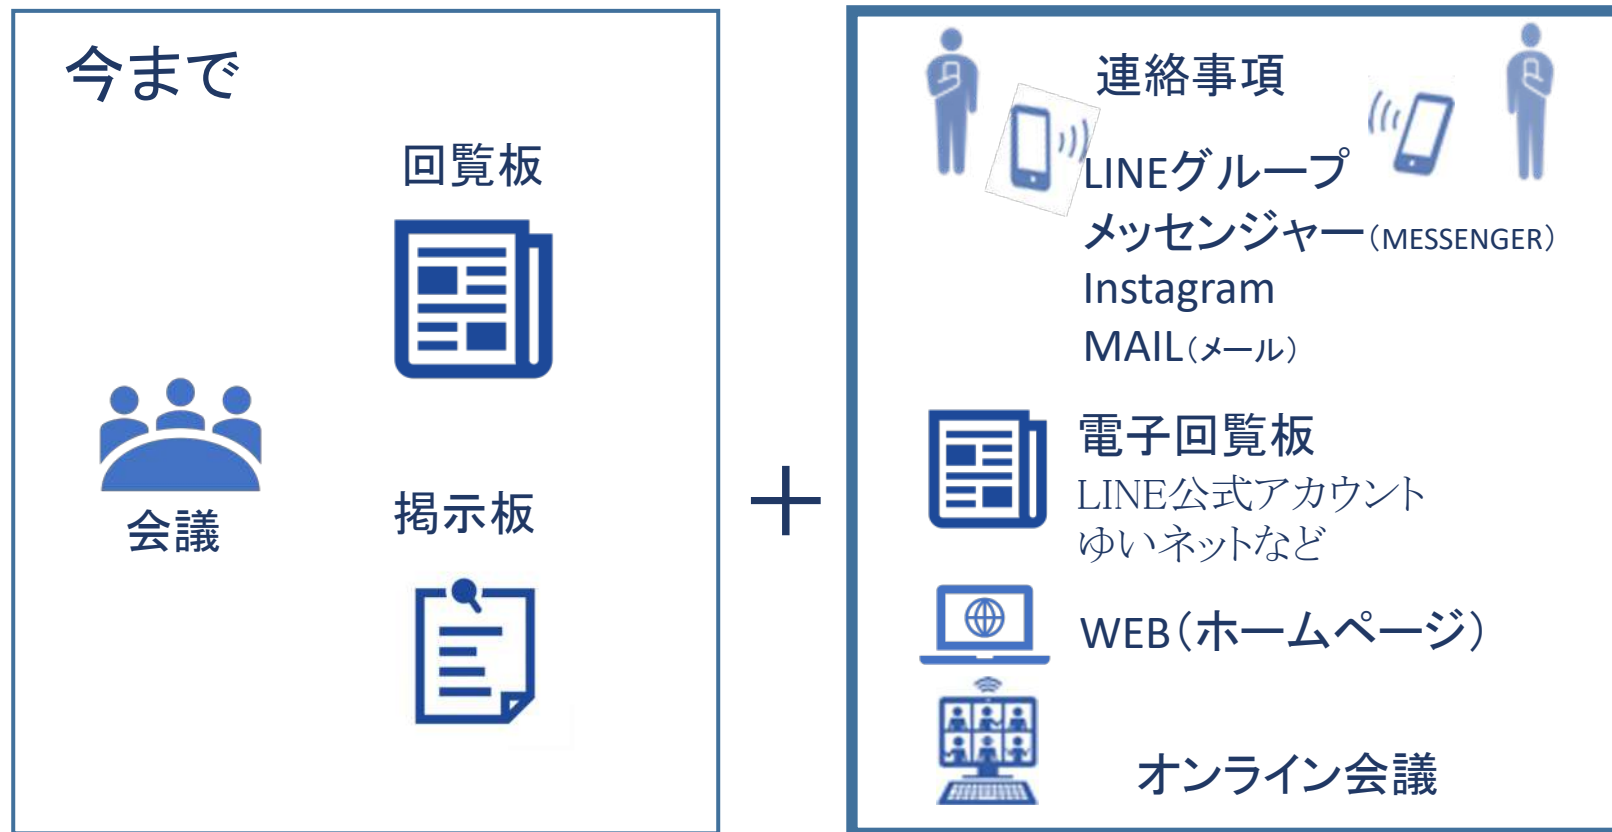 今まで
回覧板
会議
掲示板
＋
連絡事項
LINEグループ
メッセンジャー（MESSENGER）
Instagram
MAIL（メール）
電子回覧板
LINE公式アカウント
ゆいネットなど
WEB（ホームページ）
オンライン会議